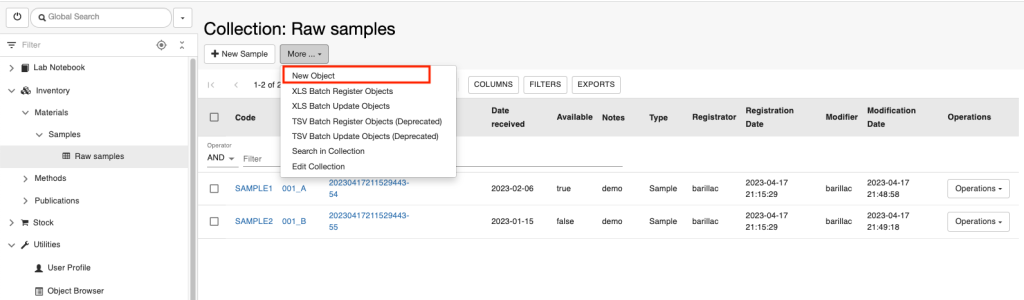 Global Search
Collection: Raw samples
Filter
New Sample
More ...
Lab Notebook
New Object
Inventory
XLS Batch Register Objects
1-2 of 2
COLUMNS
FILTERS
EXPORTS
Materials
XLS Batch Update Objects
Samples
TSV Batch Register Objects (Deprecated)
Raw samples
TSV Batch Update Objects (Deprecated)
Methods
Search in Collection
Publications
Edit Collection
Stock
Utilities
User Profile
Object Browser
Code
Date received
Available
Notes
Type
Registrator
Registration Date
Modifier
Modification Date
Operations
Operator
AND
Filter
SAMPLE1 001_A 20230417211529443-54 2023-02-06 true demo Sample barillac 2023-04-17 21:15:29 barillac 2023-04-17 21:48:58 Operations
SAMPLE2 001_B 20230417211529443-55 2023-01-15 false demo Sample barillac 2023-04-17 21:15:29 barillac 2023-04-17 21:49:18 Operations